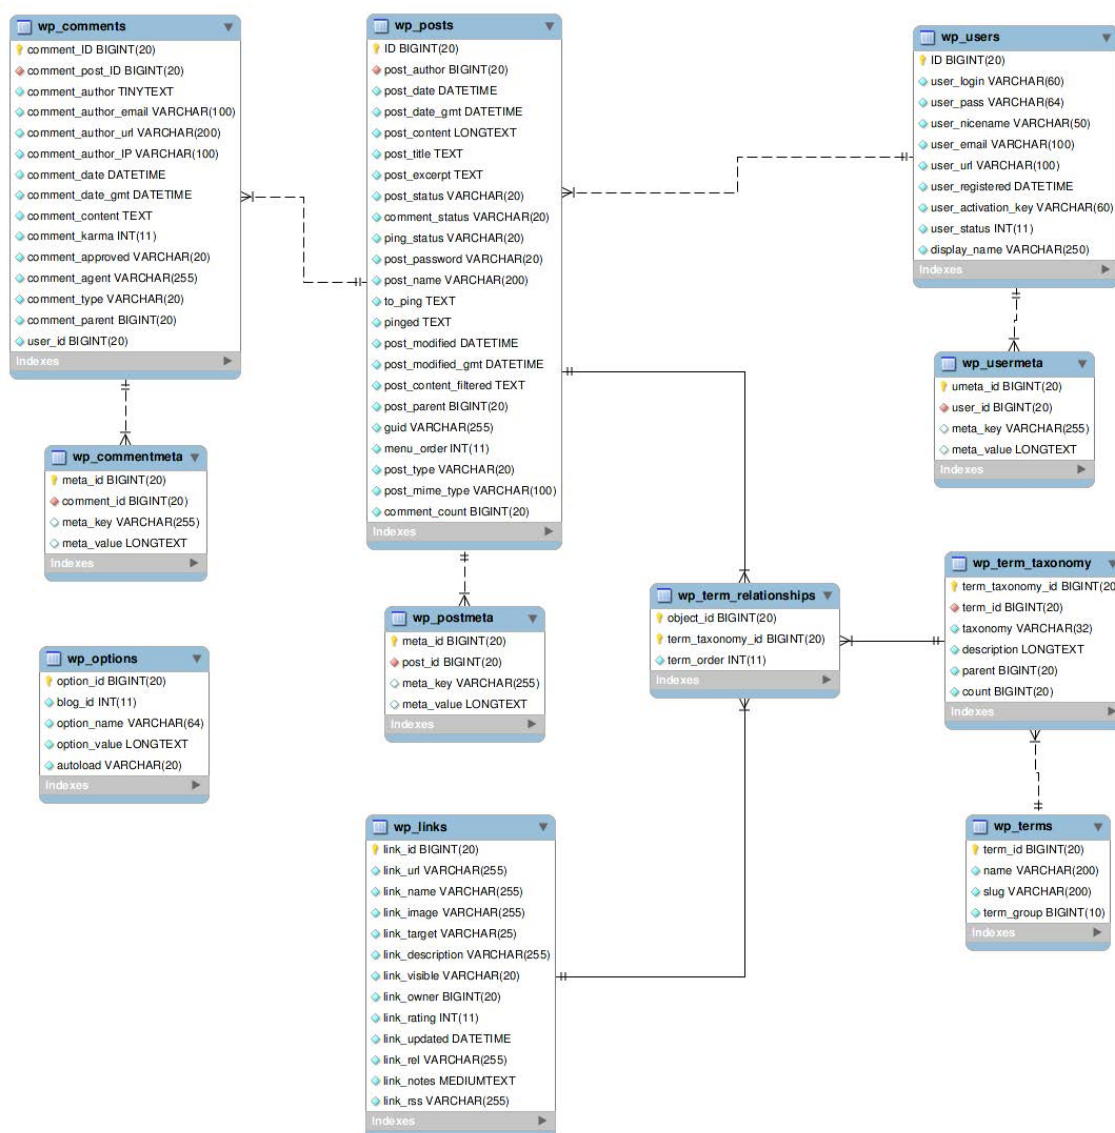 wp_comments
comment_ID BIGINT(20)
comment_post_ID BIGINT(20)
comment_author TINYTEXT
comment_author_email VARCHAR(100)
comment_author_url VARCHAR(200)
comment_author_IP VARCHAR(100)
comment_date DATETIME
comment_date_gmt DATETIME
comment_content TEXT
comment_karma INT(11)
comment_approved VARCHAR(20)
comment_agent VARCHAR(255)
comment_type VARCHAR(20)
comment_parent BIGINT(20)
user_id BIGINT(20)
Indexes
wp_posts
ID BIGINT(20)
post_author BIGINT(20)
post_date DATETIME
post_date_gmt DATETIME
post_content LONGTEXT
post_title TEXT
post_excerpt TEXT
post_status VARCHAR(20)
comment_status VARCHAR(20)
ping_status VARCHAR(20)
post_password VARCHAR(20)
post_name VARCHAR(200)
to_ping TEXT
pinged TEXT
post_modified DATETIME
post_modified_gmt DATETIME
post_content_filtered TEXT
post_parent BIGINT(20)
guid VARCHAR(255)
menu_order INT(11)
post_type VARCHAR(20)
post_mime_type VARCHAR(100)
comment_count BIGINT(20)
Indexes
wp_users
ID BIGINT(20)
user_login VARCHAR(60)
user_pass VARCHAR(64)
user_nicename VARCHAR(50)
user_email VARCHAR(100)
user_url VARCHAR(100)
user_registered DATETIME
user_activation_key VARCHAR(60)
user_status INT(11)
display_name VARCHAR(250)
Indexes
wp_usermeta
umeta_id BIGINT(20)
user_id BIGINT(20)
meta_key VARCHAR(255)
meta_value LONGTEXT
Indexes
wp_commentmeta
meta_id BIGINT(20)
comment_id BIGINT(20)
meta_key VARCHAR(255)
meta_value LONGTEXT
Indexes
wp_postmeta
meta_id BIGINT(20)
post_id BIGINT(20)
meta_key VARCHAR(255)
meta_value LONGTEXT
Indexes
wp_term_relationships
object_id BIGINT(20)
term_taxonomy_id BIGINT(20)
term_order INT(11)
Indexes
wp_term_taxonomy
term_taxonomy_id BIGINT(20
term_id BIGINT(20)
taxonomy VARCHAR(32)
description LONGTEXT
parent BIGINT(20)
count BIGINT(20)
Indexes
wp_options
option_id BIGINT(20)
blog_id INT(11)
option_name VARCHAR(64)
option_value LONGTEXT
autoload VARCHAR(20)
Indexes
wp_links
link_id BIGINT(20)
link_url VARCHAR(255)
link_name VARCHAR(255)
link_image VARCHAR(255)
link_target VARCHAR(25)
link_description VARCHAR(255)
link_visible VARCHAR(20)
link_owner BIGINT(20)
link_rating INT(11)
link_updated DATETIME
link_rel VARCHAR(255)
link_notes MEDIUMTEXT
link_rss VARCHAR(255)
Indexes
wp_terms
term_id BIGINT(20)
name VARCHAR(200)
slug VARCHAR(200)
term_group BIGINT(10)
Indexes